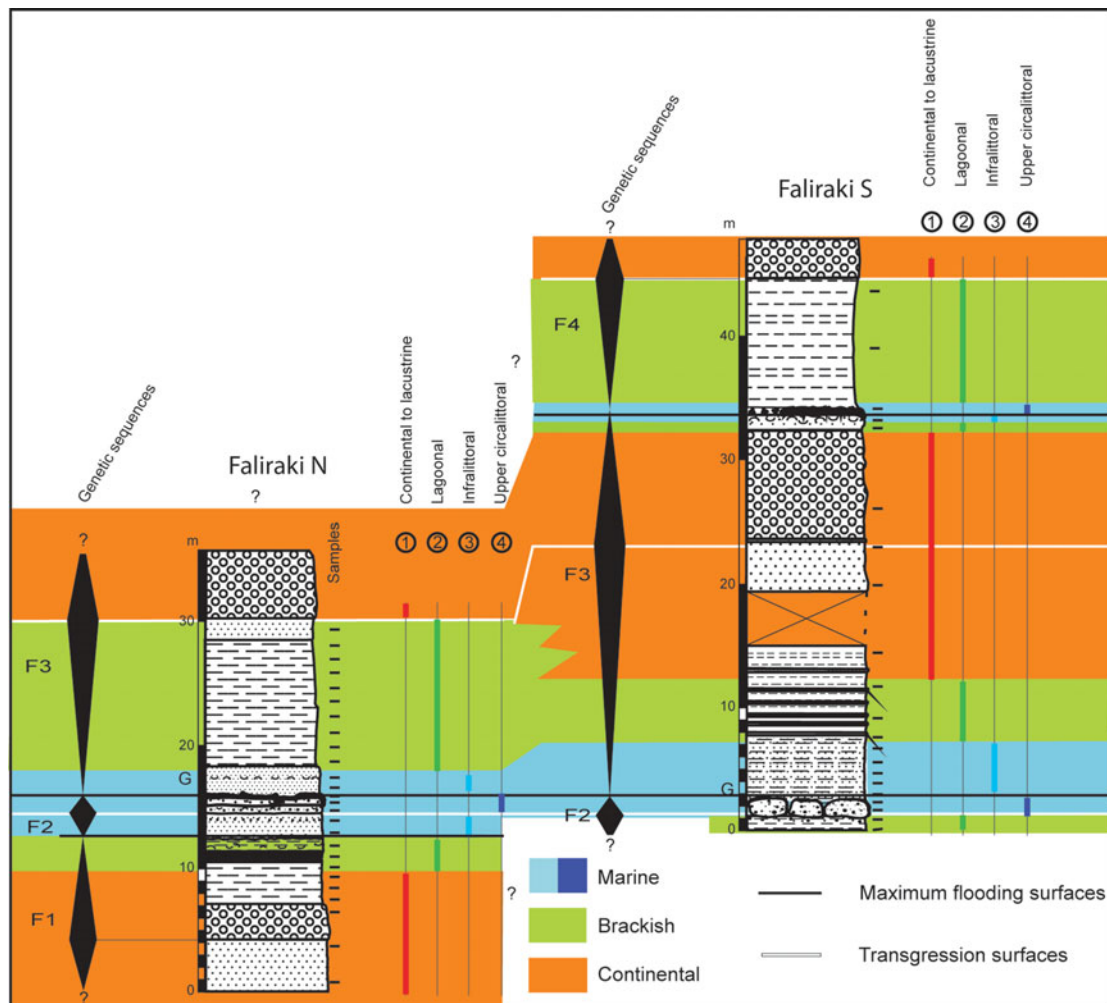 Genetic sequences
Continental to lacustrine
Lagoonal
Infralittoral
Upper circalittoral
Faliraki S
?
m
1
2
3
4
F4
40
?
30
F3
20
10
G
F2
0
?
Genetic sequences
Continental to lacustrine
Lagoonal
Infralittoral
Upper circalittoral
Faliraki N
?
?
m
Samples
1
2
3
4
30
F3
20
G
F2
10
F1
?
0
?
Marine
Brackish
Continental
Maximum flooding surfaces
Transgression surfaces